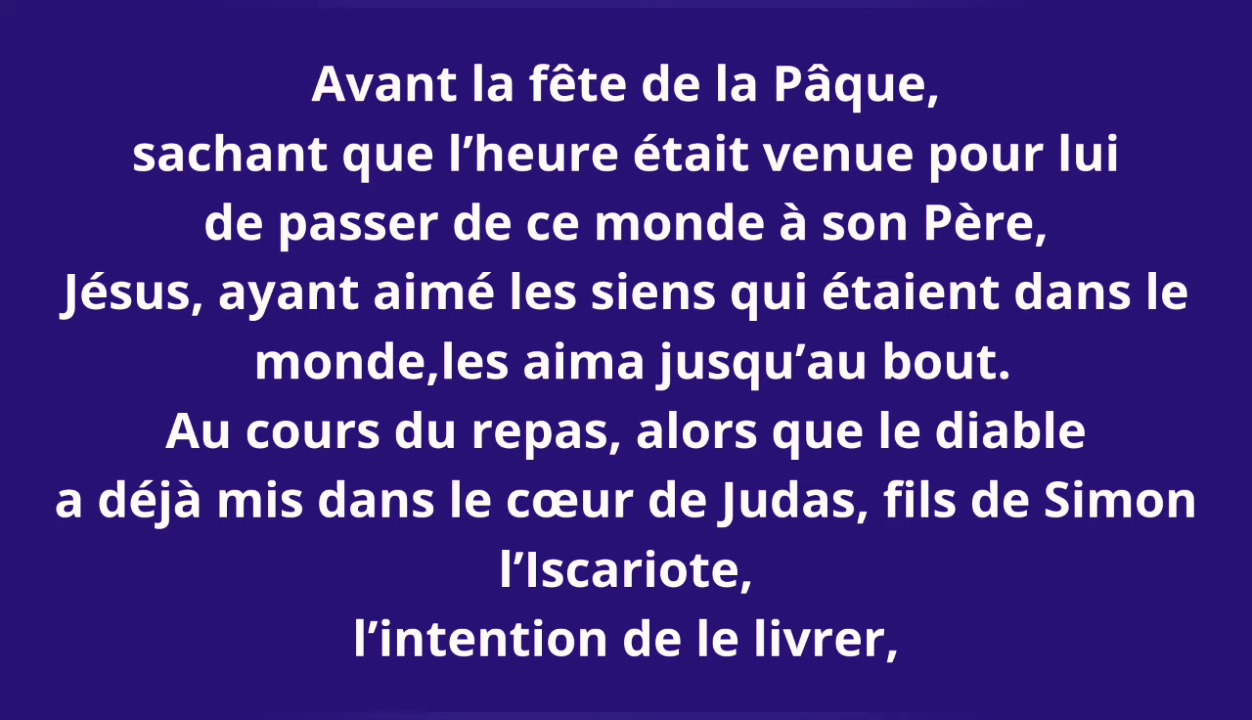 Avant la fête de la Pâque,
sachant que l’heure était venue pour lui
de passer de ce monde à son Père,
Jésus, ayant aimé les siens qui étaient dans le
monde,les aima jusqu’au bout.
Au cours du repas, alors que le diable
a déjà mis dans le cœur de Judas, fils de Simon
l’Iscariote,
l’intention de le livrer,